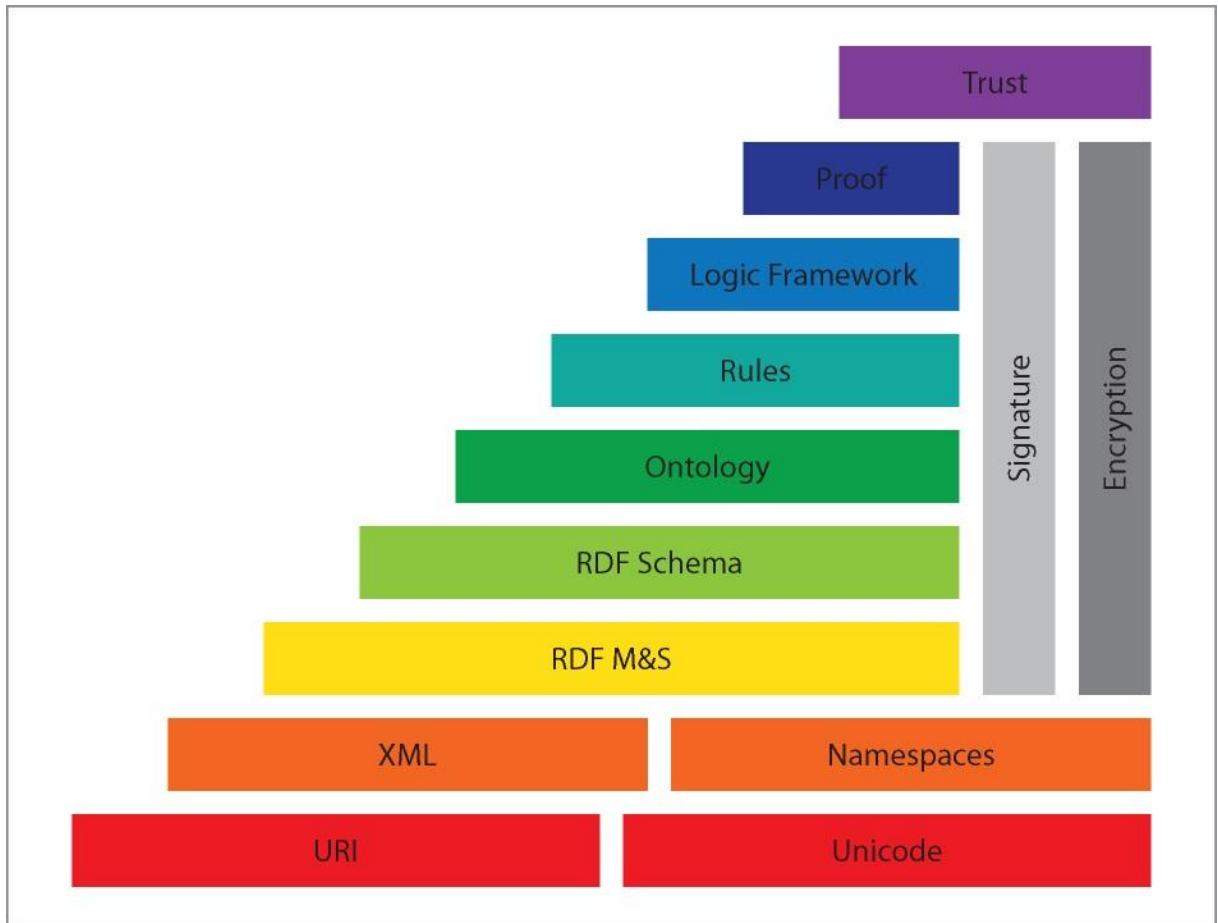 Trust
Proof
Logic Framework
Rules
Ontology
RDF Schema
RDF M&S
Signature
Encryption
XML
Namespaces
URI
Unicode